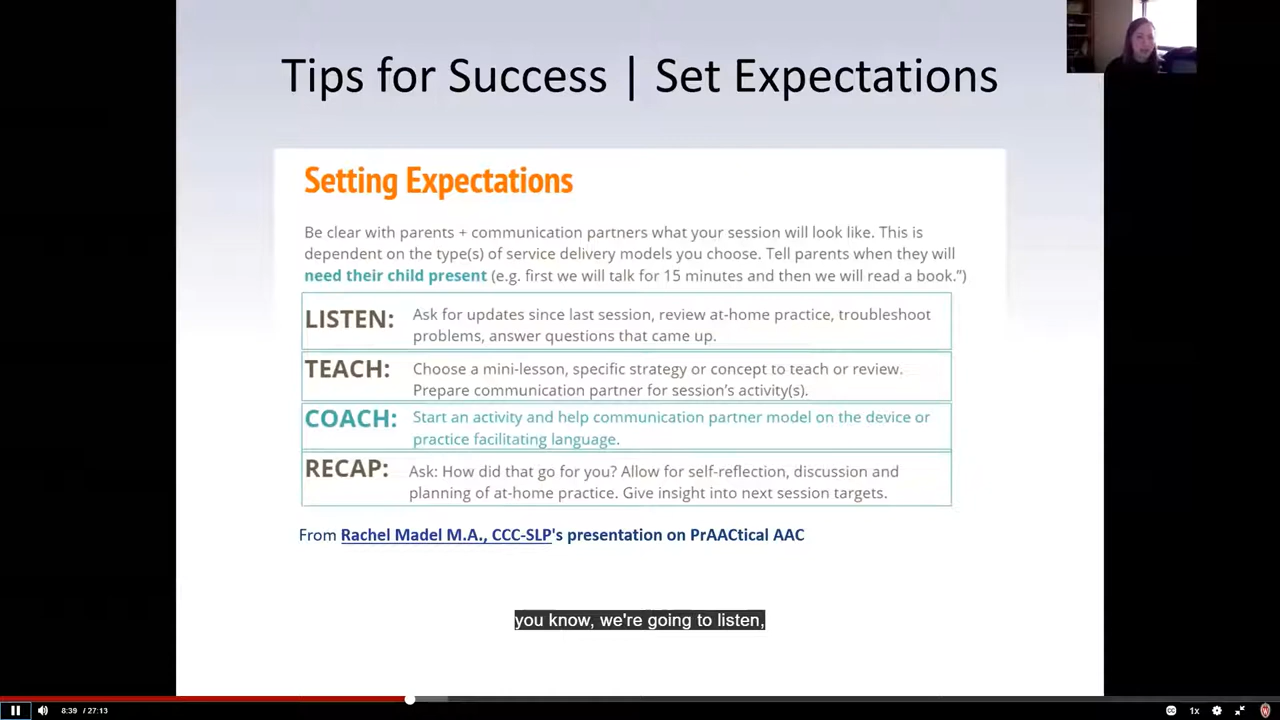 Tips for Success | Set Expectations
Setting Expectations
Be clear with parents + communication partners what your session will look like. This is
dependent on the type(s) of service delivery models you choose. Tell parents when they will
need their child present (e.g. first we will talk for 15 minutes and then we will read a book.”)
LISTEN: Ask for updates since last session, review at-home practice, troubleshoot
problems, answer questions that came up.
TEACH: Choose a mini-lesson, specific strategy or concept to teach or review.
Prepare communication partner for session’s activity(s).
COACH: Start an activity and help communication partner model on the device or
practice facilitating language.
RECAP: Ask: How did that go for you? Allow for self-reflection, discussion and
planning of at-home practice. Give insight into next session targets.
From Rachel Madel M.A., CCC-SLP's presentation on PrAACtical AAC
you know, we're going to listen,
8:39 / 27:13
CC
1x
W